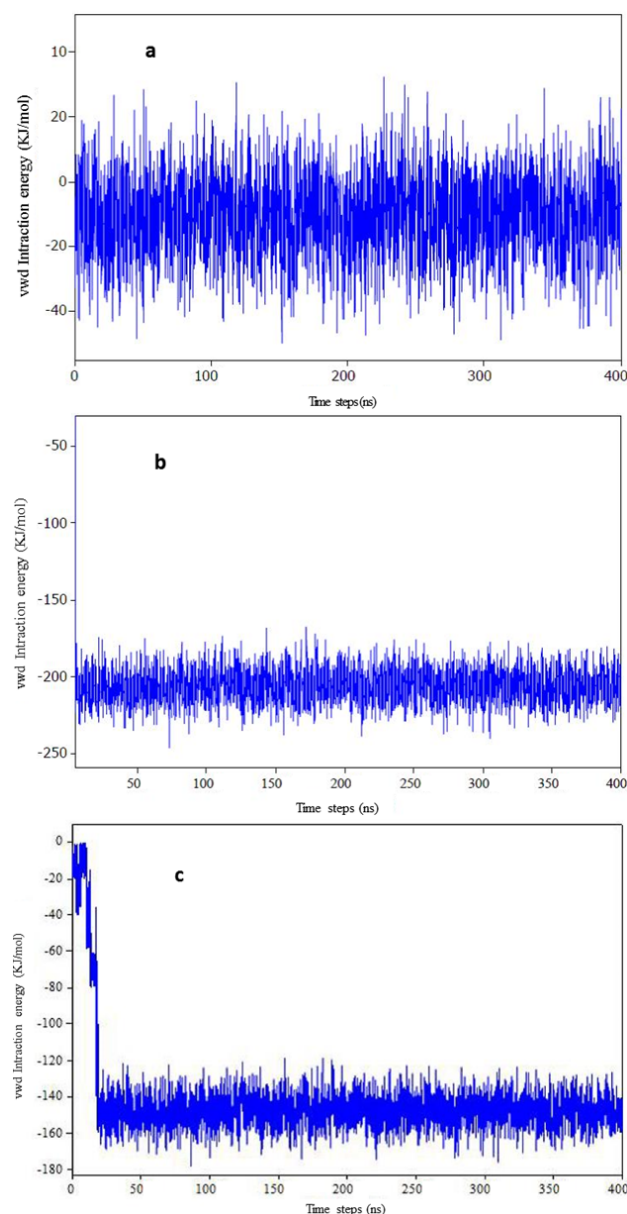 a
vwd Intraction energy (KJ/mol)
10
20
0
-20
-40
0 100 200 300 400
Time steps(ns)
b
vwd Intraction energy (KJ/mol)
-50
-100
-150
-200
-250
50 100 150 200 250 300 350 400
Time steps (ns)
c
vwd Intraction energy (KJ/mol)
0
-20
-40
-60
-80
-100
-120
-140
-160
-180
0 50 100 150 200 250 300 350 400
Time steps (ns)